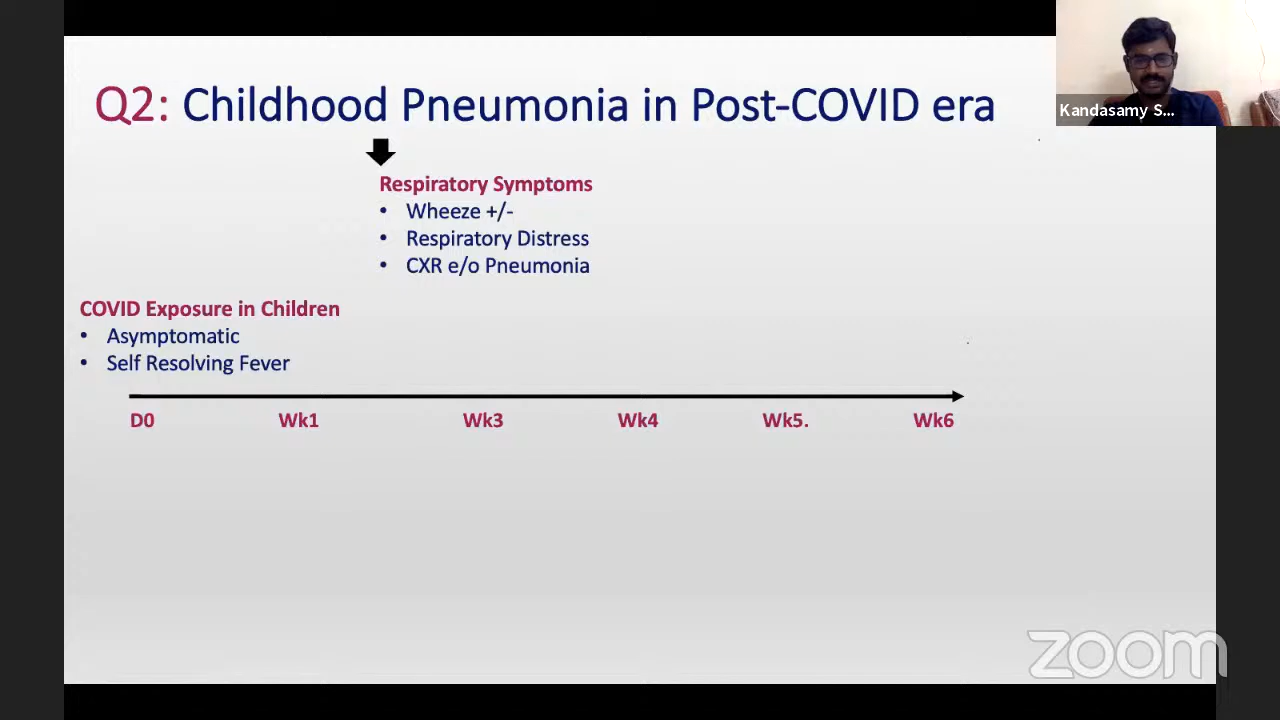 Q2: Childhood Pneumonia in Post-COVID era
Kandasamy S...
Respiratory Symptoms
• Wheeze +/-
• Respiratory Distress
• CXR e/o Pneumonia
COVID Exposure in Children
• Asymptomatic
• Self Resolving Fever
D0 Wk1 Wk3 Wk4 Wk5. Wk6
zoom